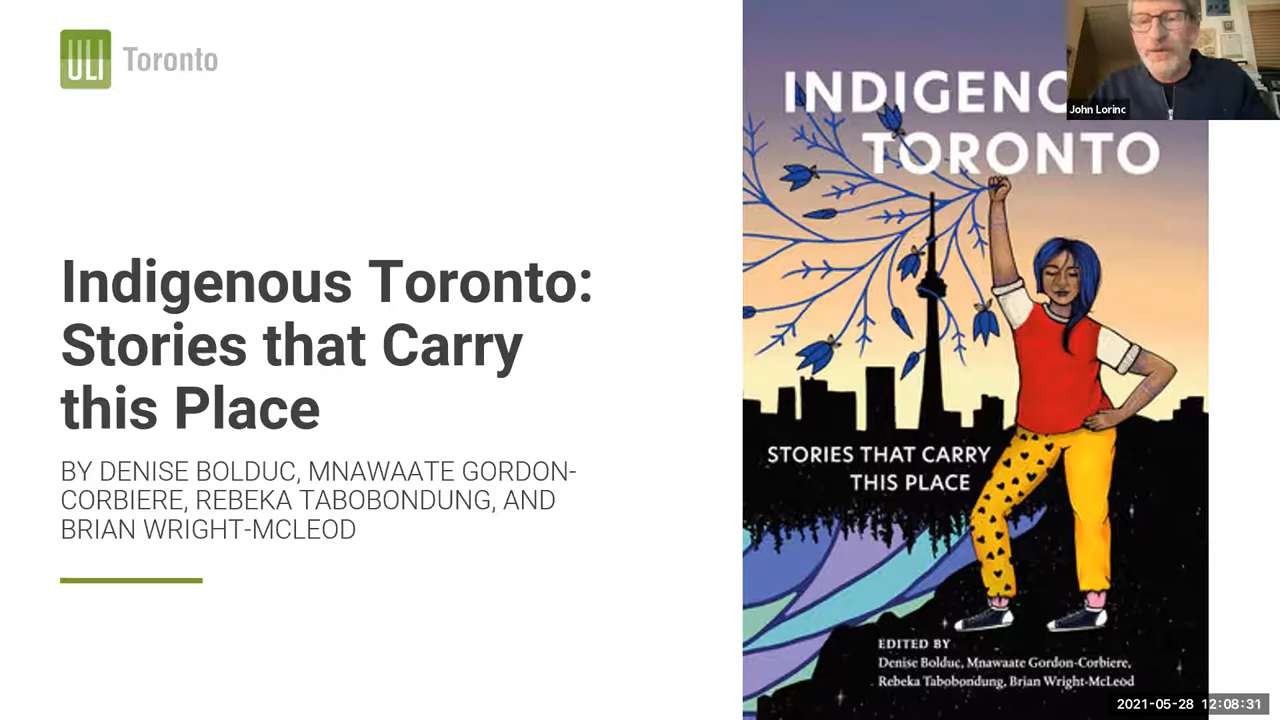 ULI Toronto
Indigenous Toronto:
Stories that Carry
this Place
BY DENISE BOLDUC, MNAWAATE GORDON-
CORBIERE, REBEKA TABOBONDUNG, AND
BRIAN WRIGHT-MCLEOD
INDIGENO
TORONTO
STORIES THAT CARRY
THIS PLACE
EDITED BY
Denise Bolduc, Mnawaate Gordon-Corbiere,
Rebeka Tabobondung, Brian Wright-McLeod
John Lorinc
2021-05-28 12:08:31